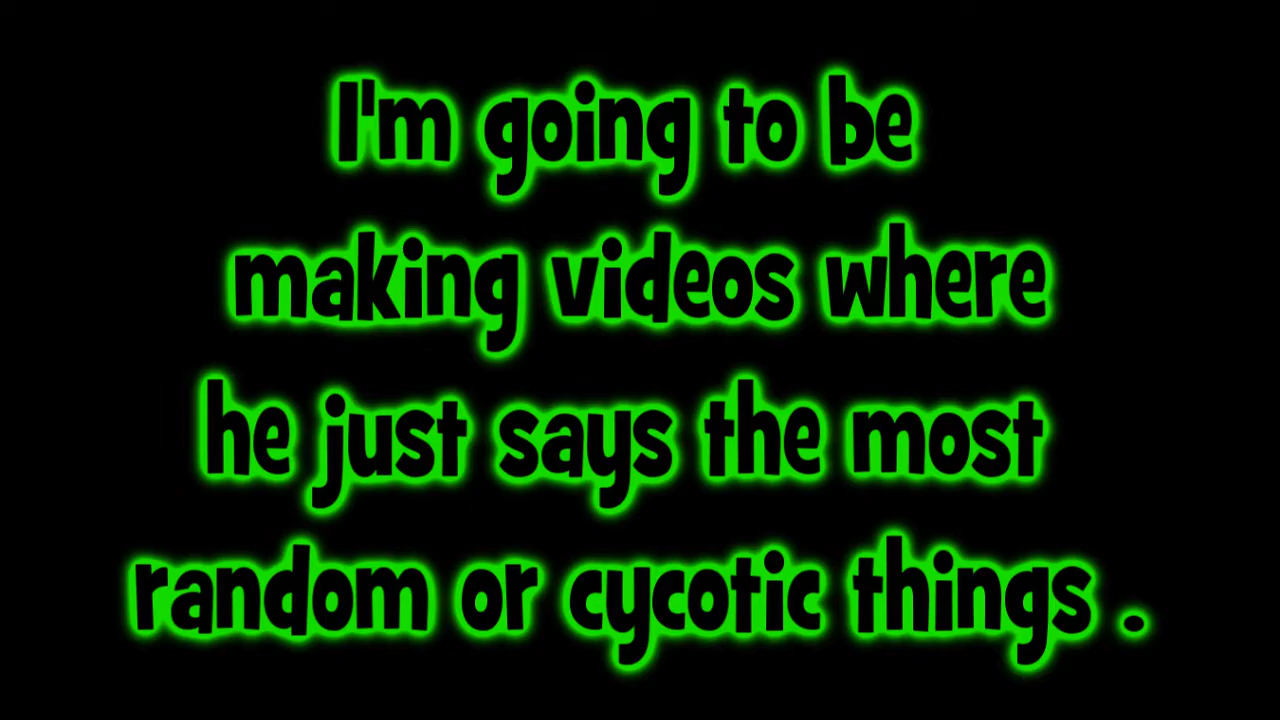 I'm going to be
making videos where
he just says the most
random or cycotic things .